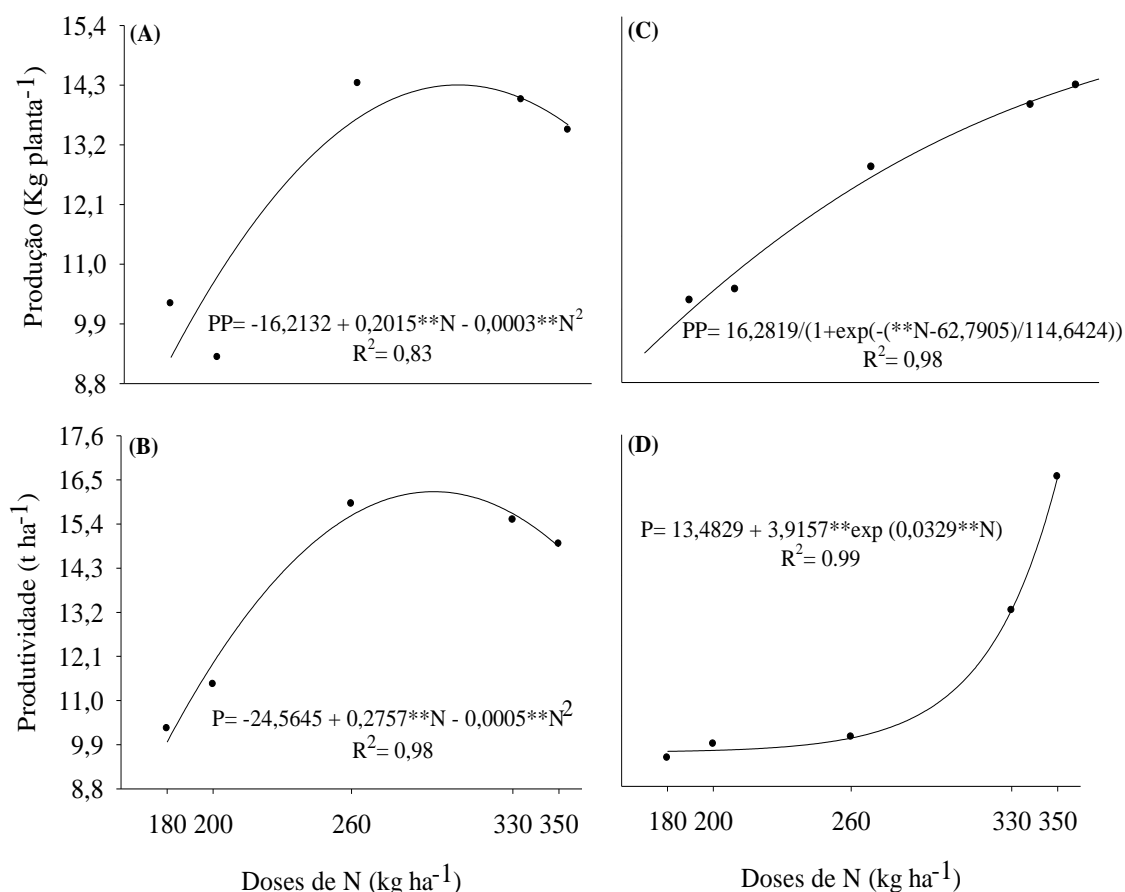 (A)
15,4
14,3
13,2
12,1
11,0
9,9
8,8
Produção (Kg planta-1)
PP= -16,2132 + 0,2015**N - 0,0003**N2
R2= 0,83
(C)
PP= 16,2819/(1+exp(-(**N-62,7905)/114,6424))
R2= 0,98
(B)
17,6
16,5
15,4
14,3
13,2
12,1
11,0
9,9
8,8
Produtividade (t ha-1)
P= -24,5645 + 0,2757**N - 0,0005**N2
R2= 0,98
180 200 260 330 350
Doses de N (kg ha-1)
(D)
P= 13,4829 + 3,9157**exp (0,0329**N)
R2= 0.99
180 200 260 330 350
Doses de N (kg ha-1)